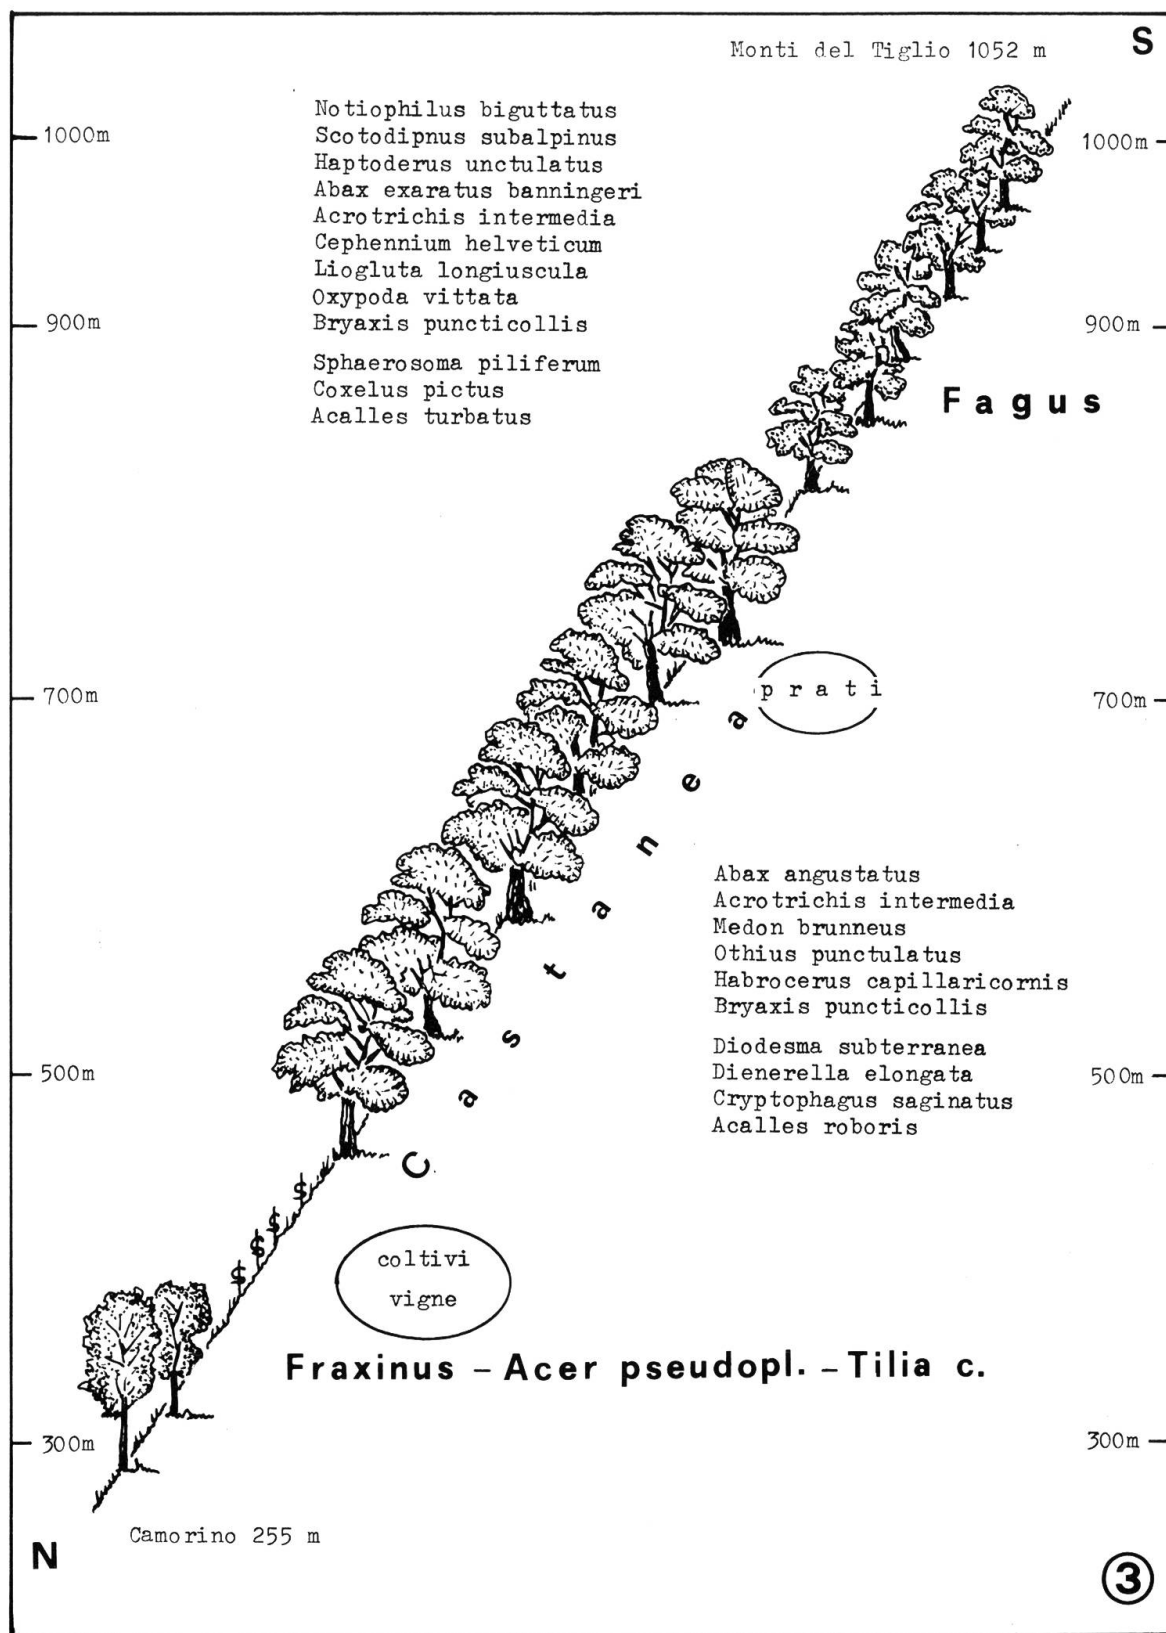 Monti del Tiglio 1052 m
S
1000m
1000m
Notiophilus biguttatus
Scotodipnus subalpinus
Haptoderus unctulatus
Abax exaratus banningeri
Acrotrichis intermedia
Cephennium helveticum
Liogluta longiuscula
Oxypoda vittata
Bryaxis puncticollis
Sphaerosoma piliferum
Coxelus pictus
Acalles turbatus
900m
900m
Fagus
700m
700m
prati
Castanea
Abax angustatus
Acrotrichis intermedia
Medon brunneus
Othius punctulatus
Habrocerus capillaricornis
Bryaxis puncticollis
Diodesma subterranea
Dienerella elongata
Cryptophagus saginatus
Acalles roboris
500m
500m
coltivi
vigne
Fraxinus – Acer pseudopl. – Tilia c.
300m
300m
Camorino 255 m
N
3